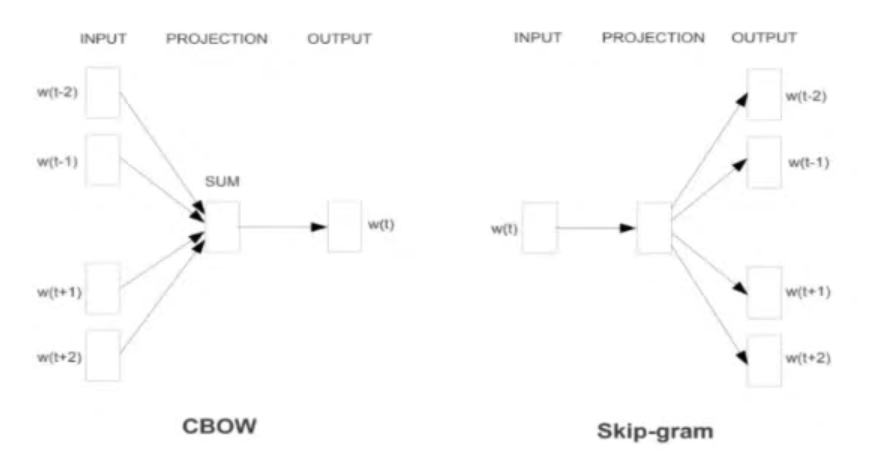 INPUT PROJECTION OUTPUT
w(t-2)
w(t-1)
SUM
w(t)
w(t+1)
w(t+2)
CBOW
INPUT PROJECTION OUTPUT
w(t-2)
w(t-1)
w(t)
w(t+1)
w(t+2)
Skip-gram